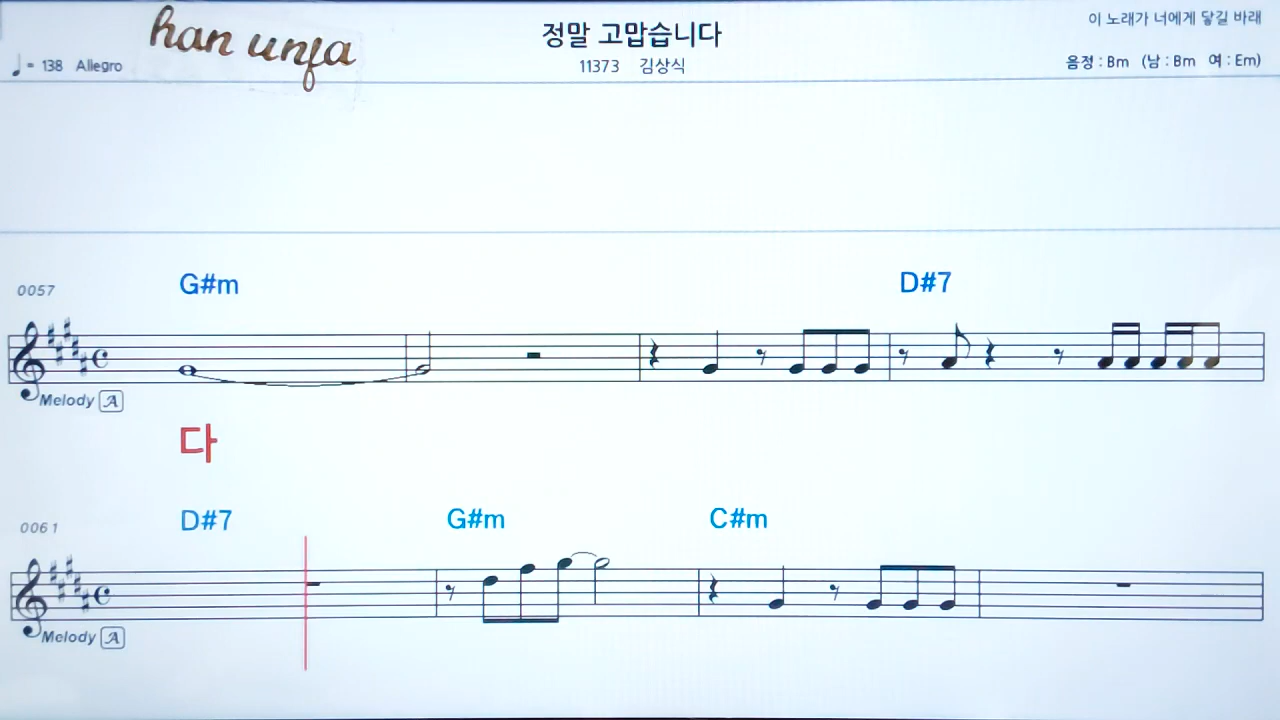 han unfa
정말 고맙습니다
이 노래가 너에게 닿길 바래
♩= 138 Allegro
11373 김상식
음정 : Bm (남 : Bm 여 : Em)
0057
G#m
D#7
Melody A
다
0061
D#7
G#m
C#m
Melody A